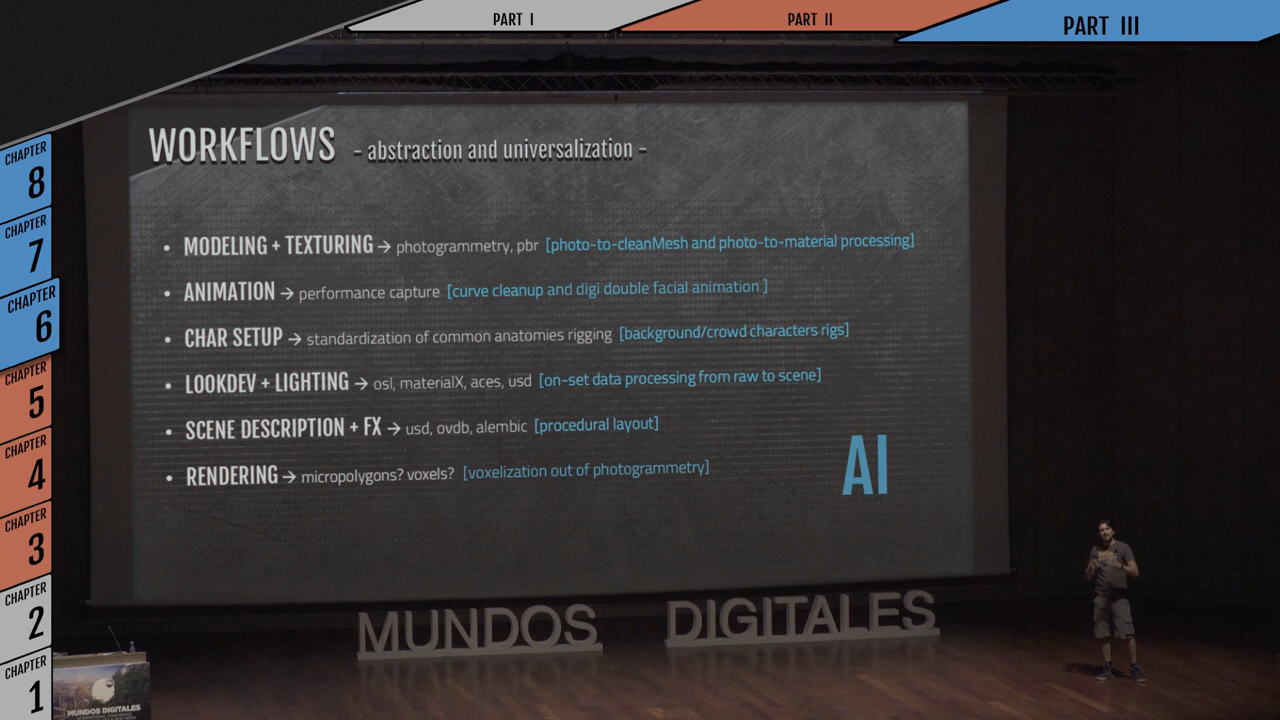 PART I
PART II
PART III
WORKFLOWS - abstraction and universalization -
• MODELING + TEXTURING → photogrammetry, pbr [photo-to-cleanMesh and photo-to-material processing]
• ANIMATION → performance capture [curve cleanup and digi double facial animation ]
• CHAR SETUP → standardization of common anatomies rigging [background/crowd characters rigs]
• LOOKDEV + LIGHTING → osl, materialX, aces, usd [on-set data processing from raw to scene]
• SCENE DESCRIPTION + FX → usd, ovdb, alembic [procedural layout]
• RENDERING → micropolygons? voxels? [voxelization out of photogrammetry]
AI
CHAPTER
8
CHAPTER
7
CHAPTER
6
CHAPTER
5
CHAPTER
4
CHAPTER
3
CHAPTER
2
CHAPTER
1
MUNDOS DIGITALES
MUNDOS DIGITALES